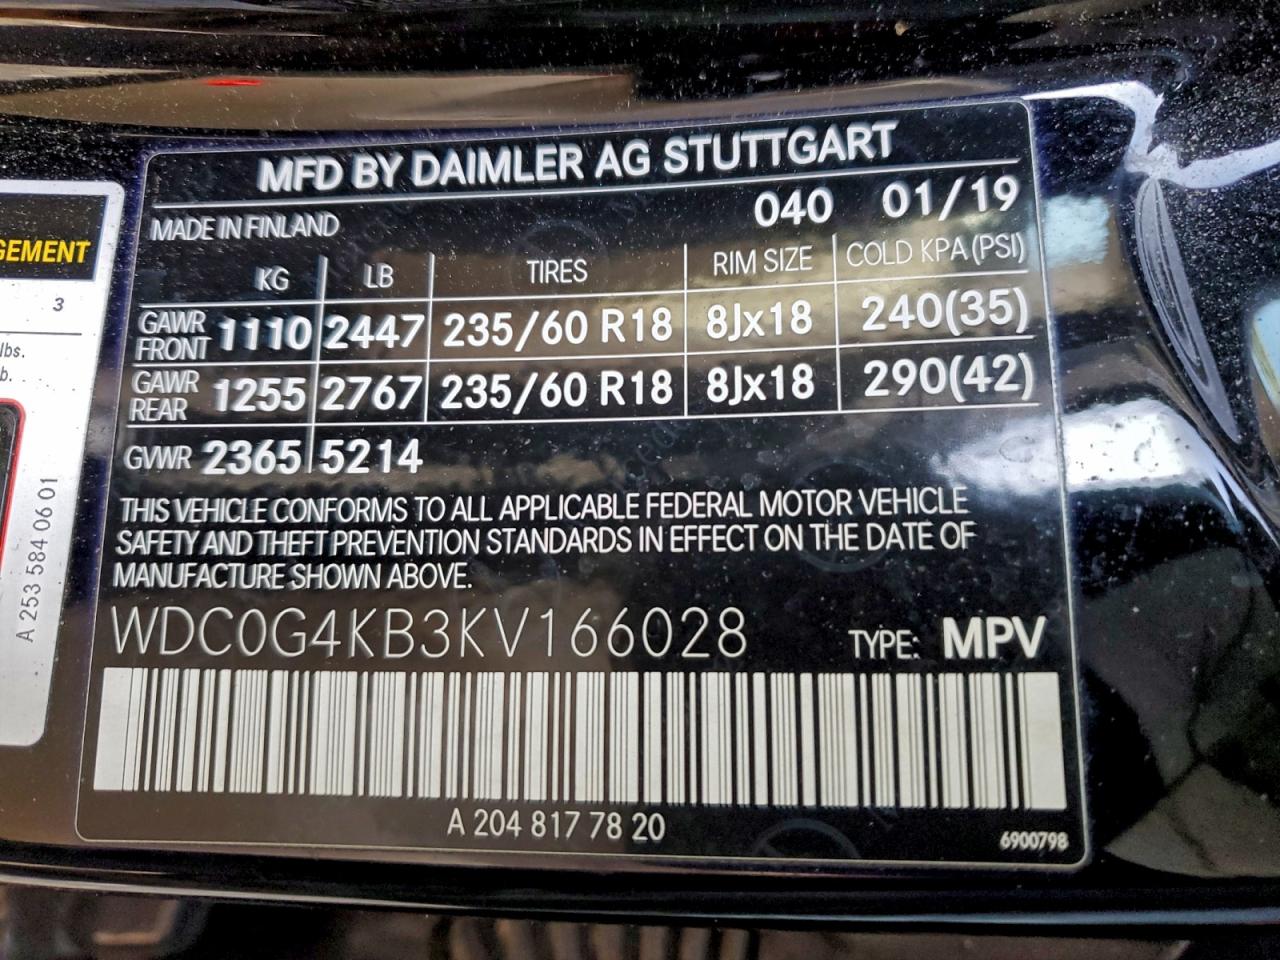 MFD BY DAIMLER AG STUTTGART
MADE IN FINLAND 040 01/19
KG LB TIRES RIM SIZE COLD KPA (PSI)
GAWR FRONT 1110 2447 235/60 R18 8Jx18 240(35)
GAWR REAR 1255 2767 235/60 R18 8Jx18 290(42)
GVWR 2365 5214
THIS VEHICLE CONFORMS TO ALL APPLICABLE FEDERAL MOTOR VEHICLE
SAFETY AND THEFT PREVENTION STANDARDS IN EFFECT ON THE DATE OF
MANUFACTURE SHOWN ABOVE.
WDC0G4KB3KV166028 TYPE: MPV
A 204 817 78 20
6900798
GEMENT
3
lbs.
b.
A 253 584 06 01